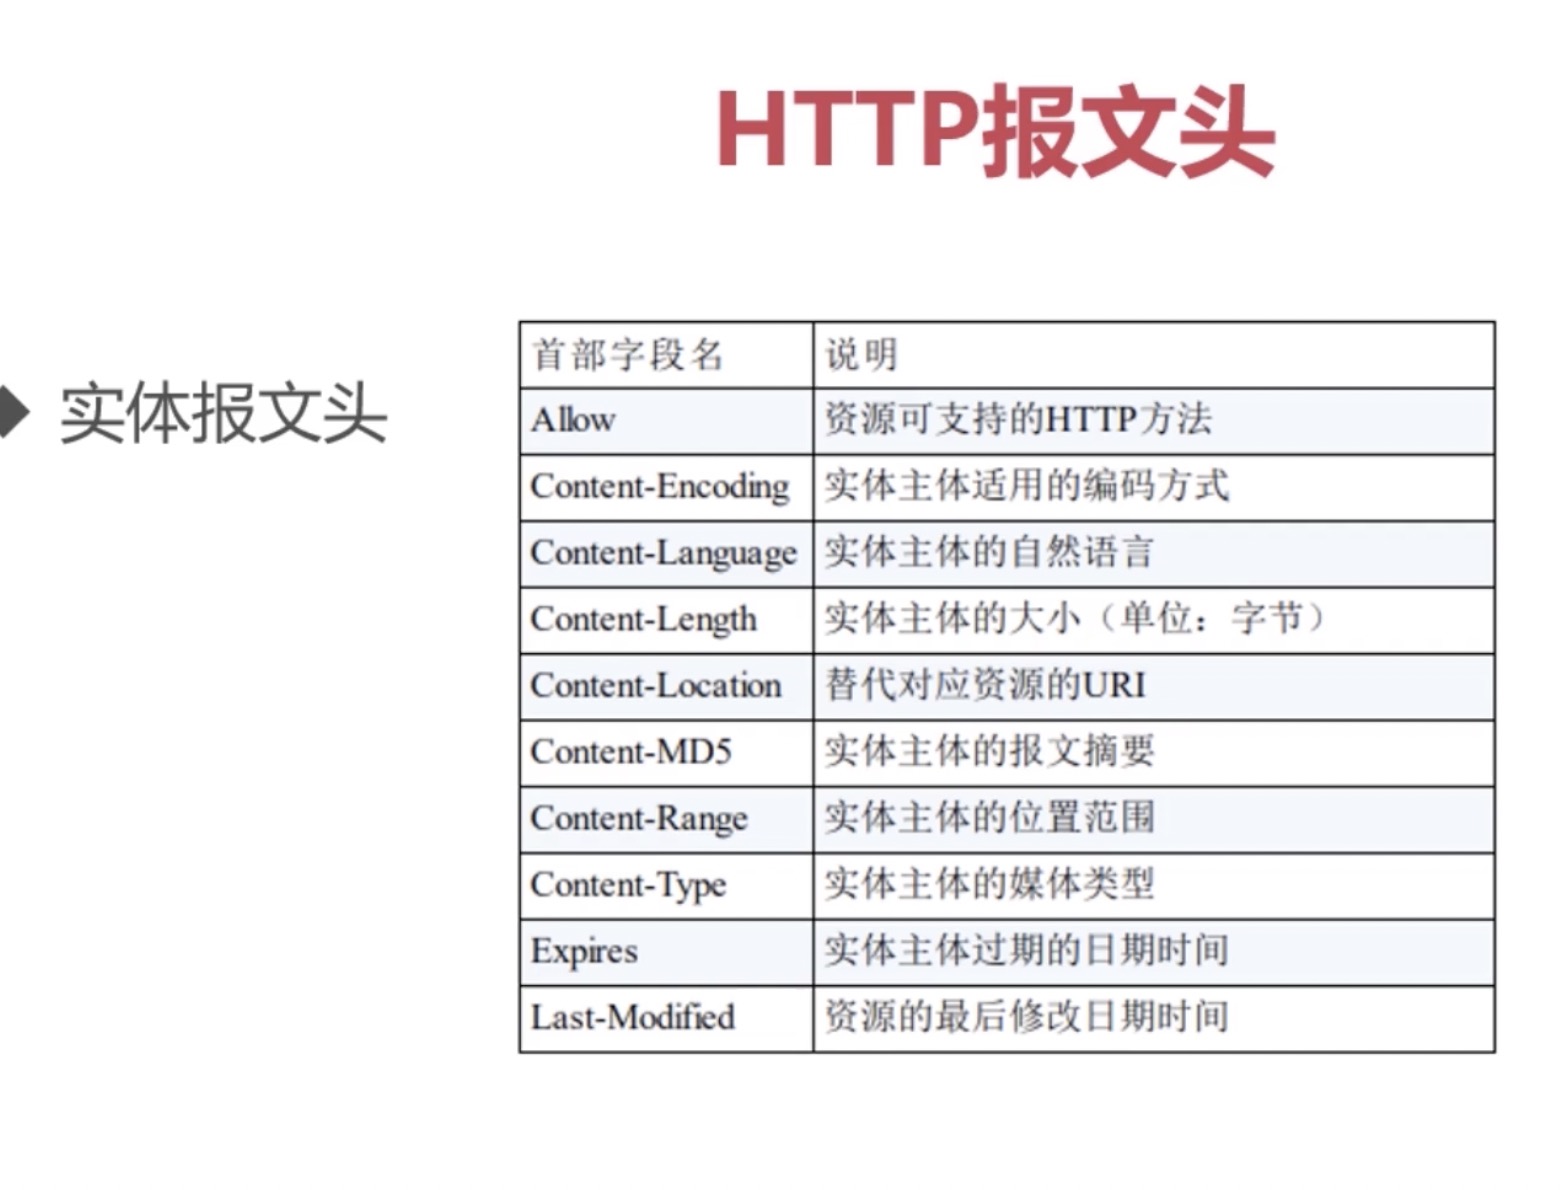 HTTP报文头
实体报文头
首部字段名 说明
Allow 资源可支持的HTTP方法
Content-Encoding 实体主体适用的编码方式
Content-Language 实体主体的自然语言
Content-Length 实体主体的大小（单位：字节）
Content-Location 替代对应资源的URI
Content-MD5 实体主体的报文摘要
Content-Range 实体主体的位置范围
Content-Type 实体主体的媒体类型
Expires 实体主体过期的日期时间
Last-Modified 资源的最后修改日期时间